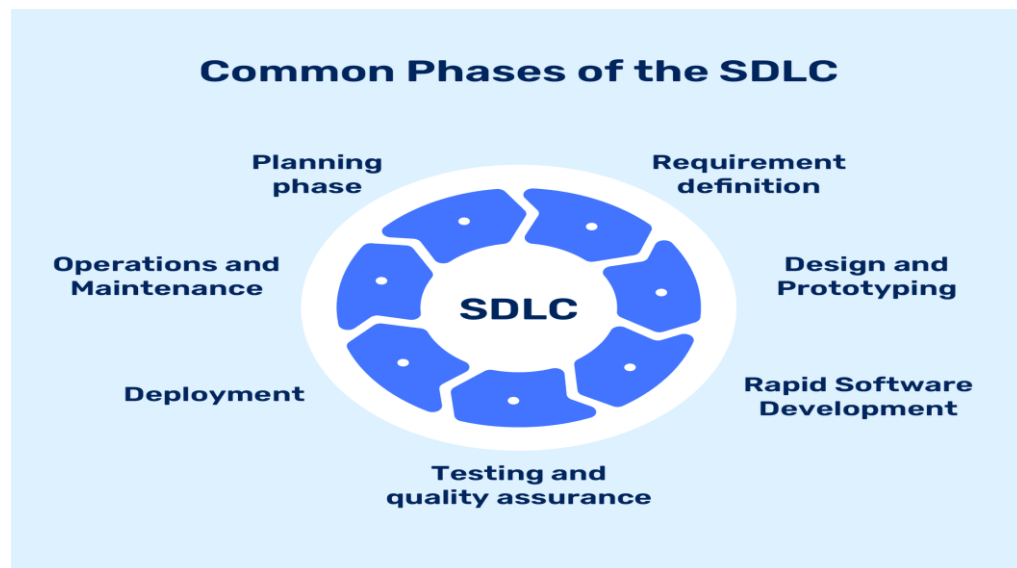 Common Phases of the SDLC
Planning
phase
Requirement
definition
Operations and
Maintenance
SDLC
Design and
Prototyping
Deployment
Rapid Software
Development
Testing and
quality assurance